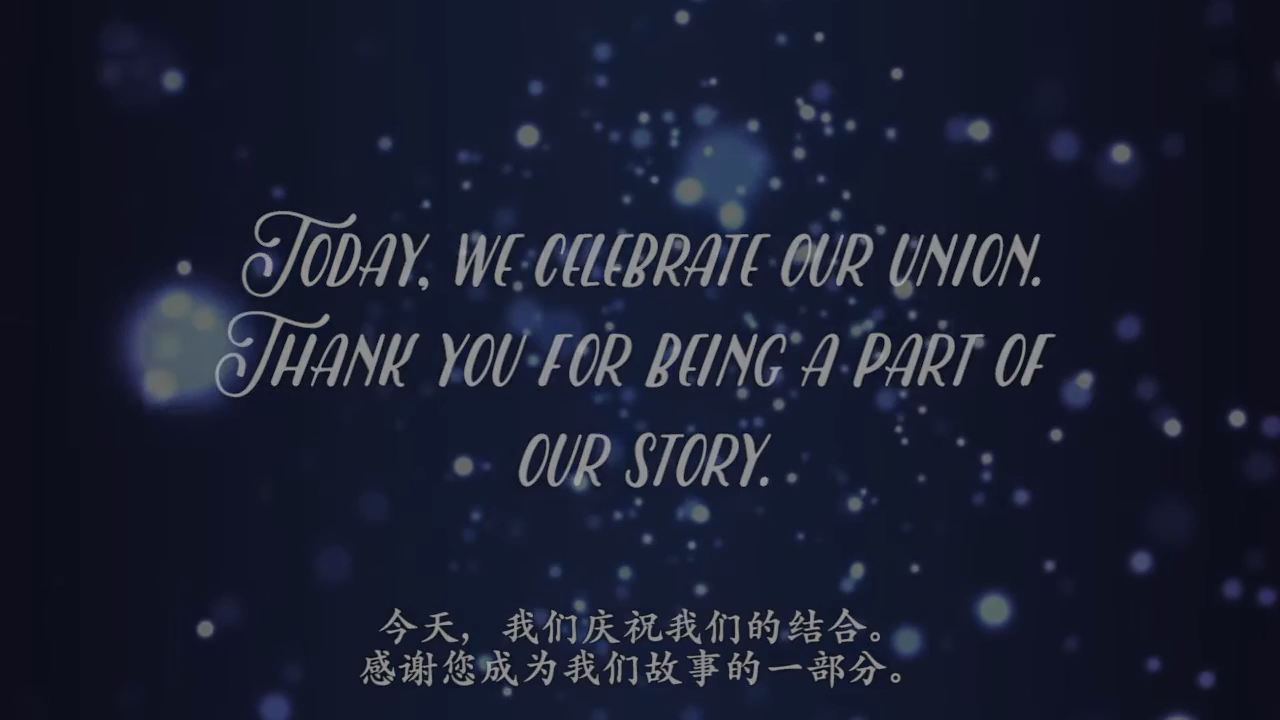 Today, we celebrate our union.
Thank you for being a part of
our story.
今天，我们庆祝我们的结合。
感谢您成为我们故事的一部分。